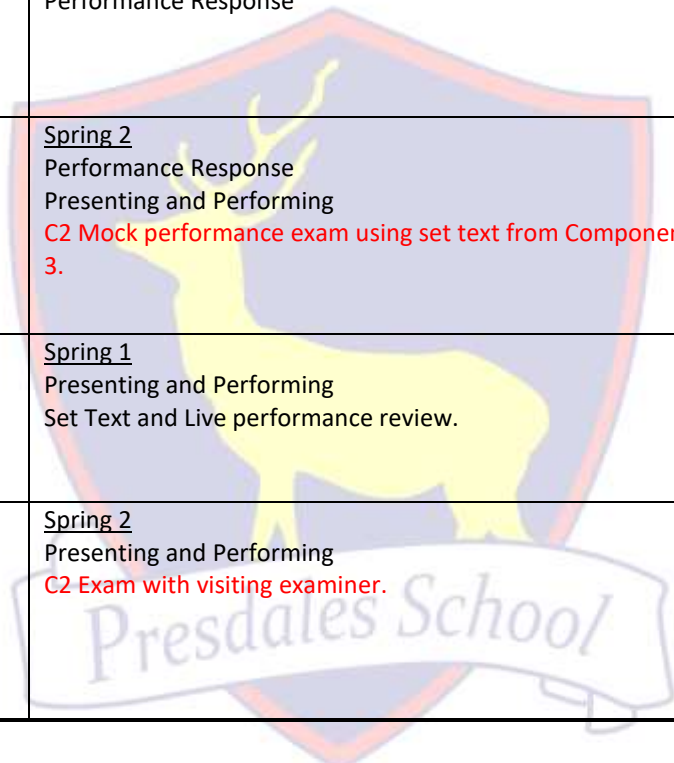 Performance Response
Spring 2
Performance Response
Presenting and Performing
C2 Mock performance exam using set text from
3.
Spring 1
Presenting and Performing
Set Text and Live performance review.
Spring 2
Presenting and Performing
C2 Exam with visiting examiner.
Presdales School